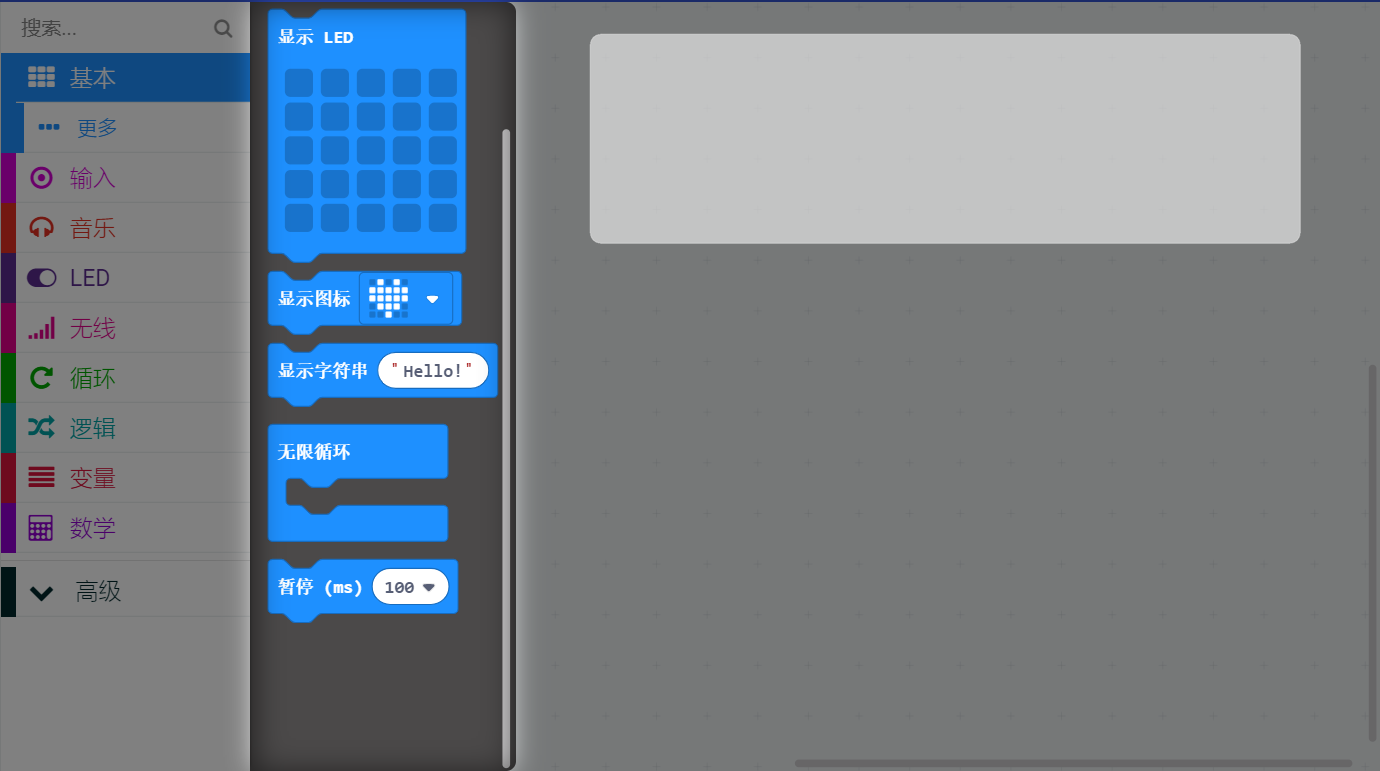 搜索...
基本
更多
输入
音乐
LED
无线
循环
逻辑
变量
数学
高级
显示 LED
显示图标
显示字符串 "Hello!"
无限循环
暂停 (ms) 100